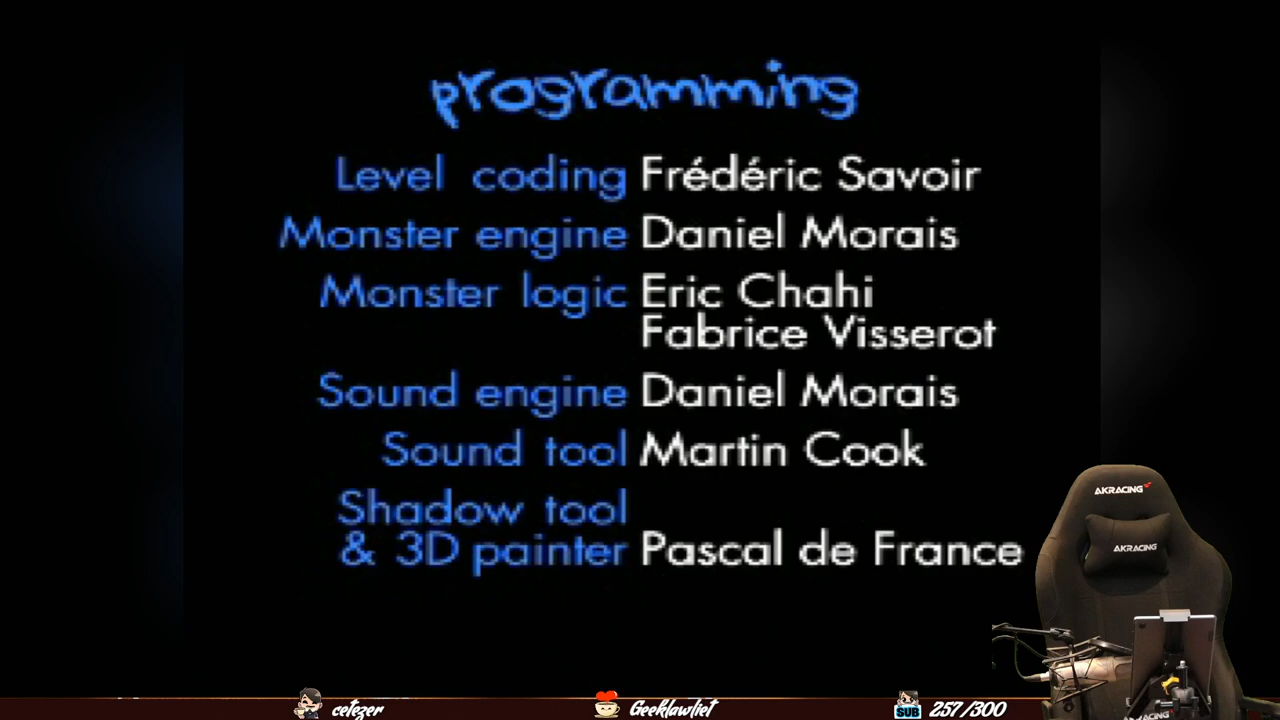 programming
Level coding Frédéric Savoir
Monster engine Daniel Morais
Monster logic Eric Chahi
Fabrice Visserot
Sound engine Daniel Morais
Sound tool Martin Cook
Shadow tool
& 3D painter Pascal de France
AKRACING
AKRACING
AKRACING
cetezer
Geeklawliet
SUB 257/300